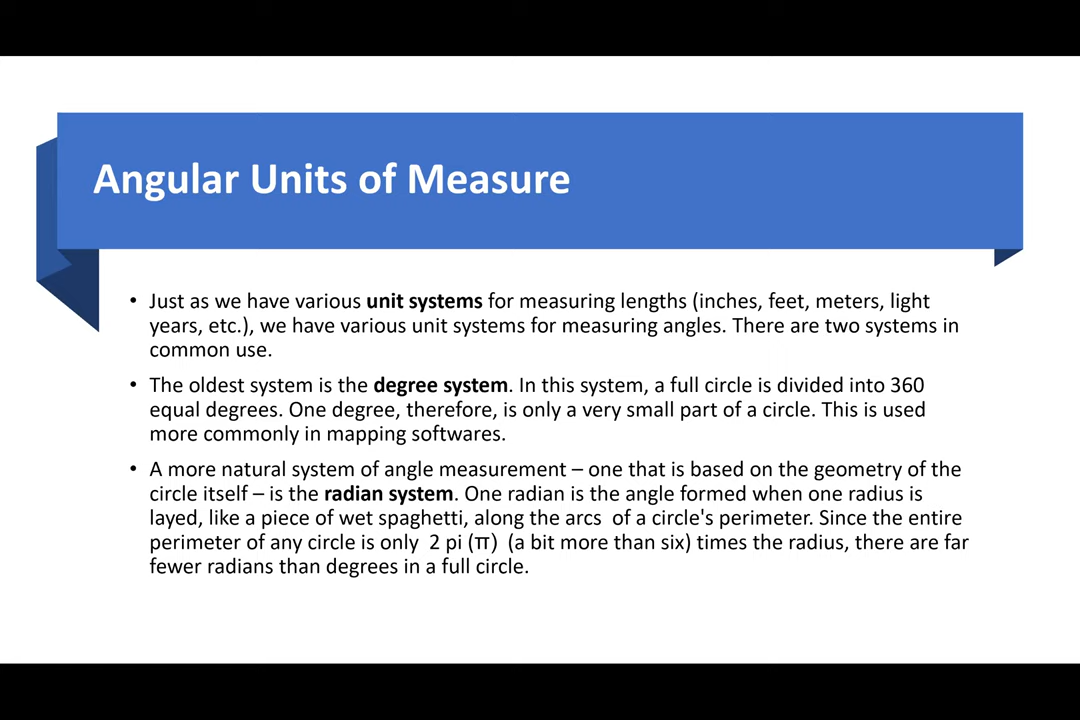 Angular Units of Measure
• Just as we have various unit systems for measuring lengths (inches, feet, meters, light
years, etc.), we have various unit systems for measuring angles. There are two systems in
common use.
• The oldest system is the degree system. In this system, a full circle is divided into 360
equal degrees. One degree, therefore, is only a very small part of a circle. This is used
more commonly in mapping softwares.
• A more natural system of angle measurement – one that is based on the geometry of the
circle itself – is the radian system. One radian is the angle formed when one radius is
layed, like a piece of wet spaghetti, along the arcs  of a circle's perimeter. Since the entire
perimeter of any circle is only  2 pi (π)  (a bit more than six) times the radius, there are far
fewer radians than degrees in a full circle.